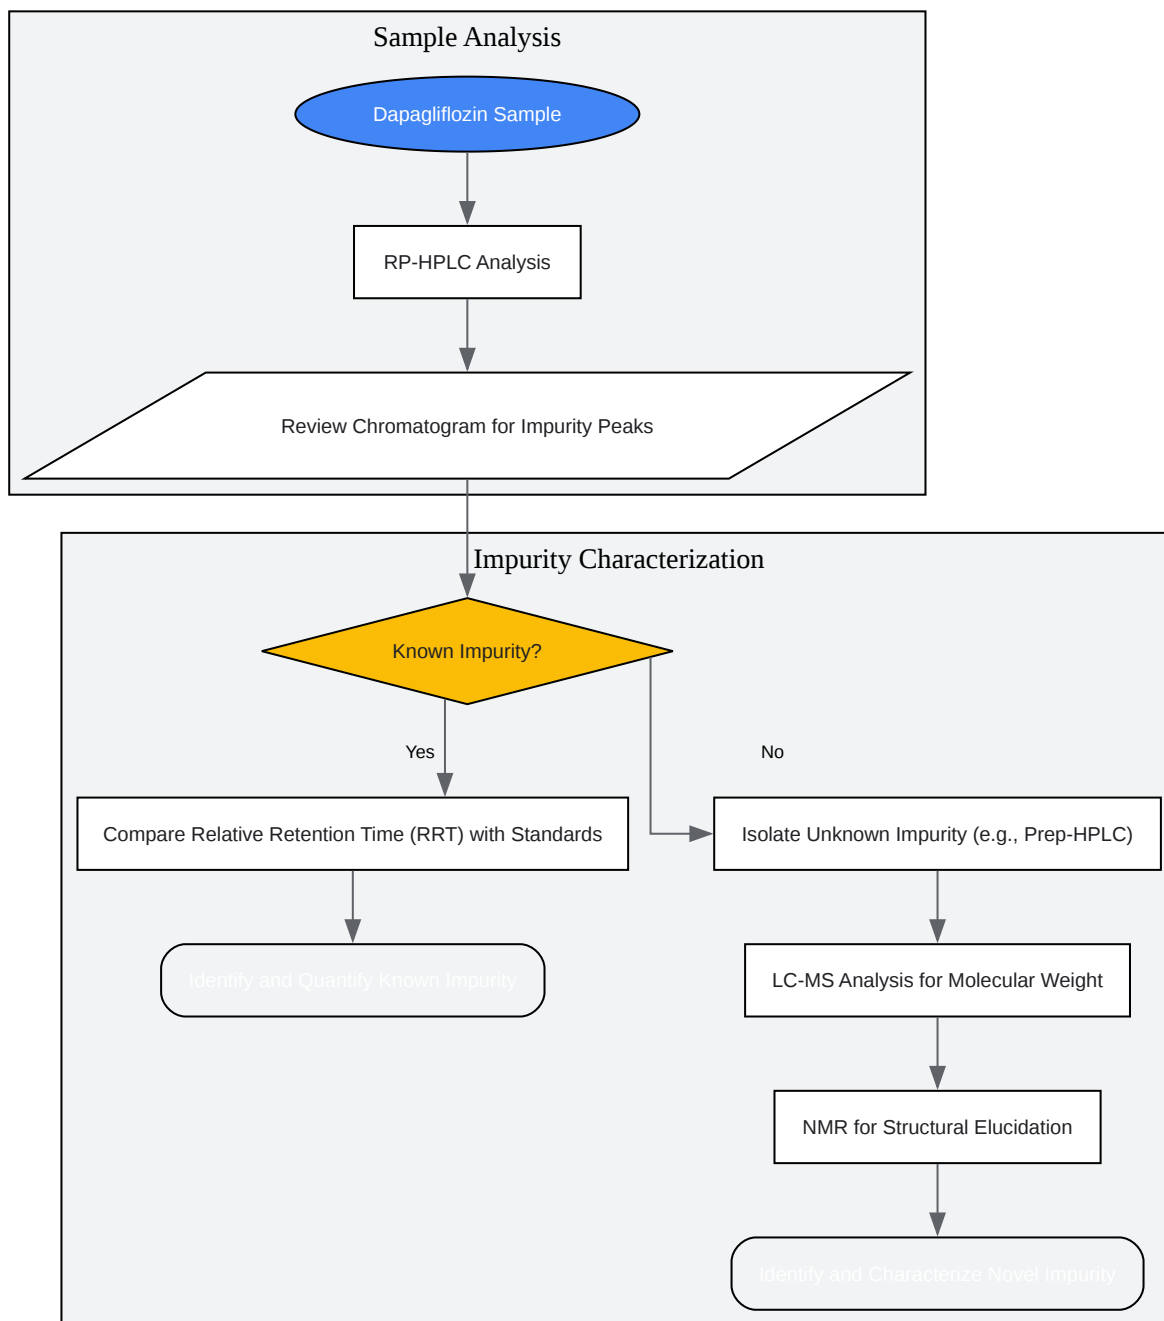 Sample Analysis
Dapagliflozin Sample
RP-HPLC Analysis
Review Chromatogram for Impurity Peaks
Impurity Characterization
Known Impurity?
Yes
No
Compare Relative Retention Time (RRT) with Standards
Isolate Unknown Impurity (e.g., Prep-HPLC)
Identify and Quantify Known Impurity
LC-MS Analysis for Molecular Weight
NMR for Structural Elucidation
Identify and Characterize Novel Impurity